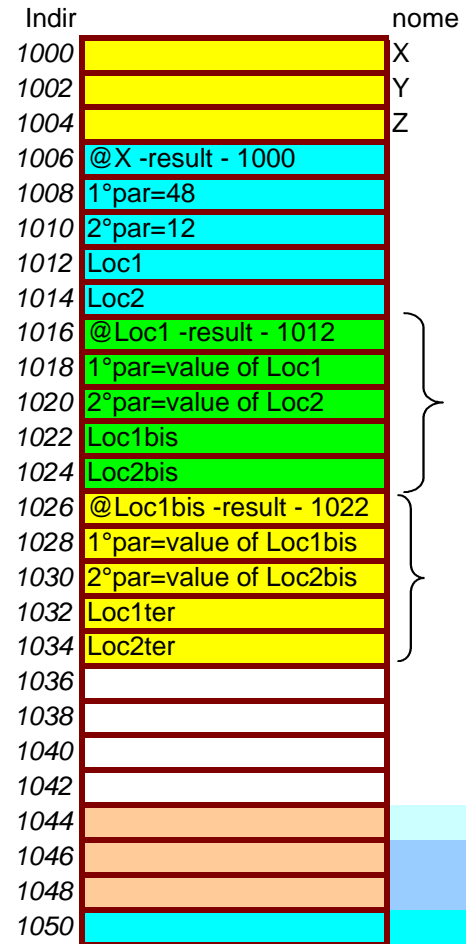 Indir nome
1000 X
1002 Y
1004 Z
1006 @X -result - 1000
1008 1°par=48
1010 2°par=12
1012 Loc1
1014 Loc2
1016 @Loc1 -result - 1012
1018 1°par=value of Loc1
1020 2°par=value of Loc2
1022 Loc1bis
1024 Loc2bis
1026 @Loc1bis -result - 1022
1028 1°par=value of Loc1bis
1030 2°par=value of Loc2bis
1032 Loc1ter
1034 Loc2ter
1036
1038
1040
1042
1044
1046
1048
1050